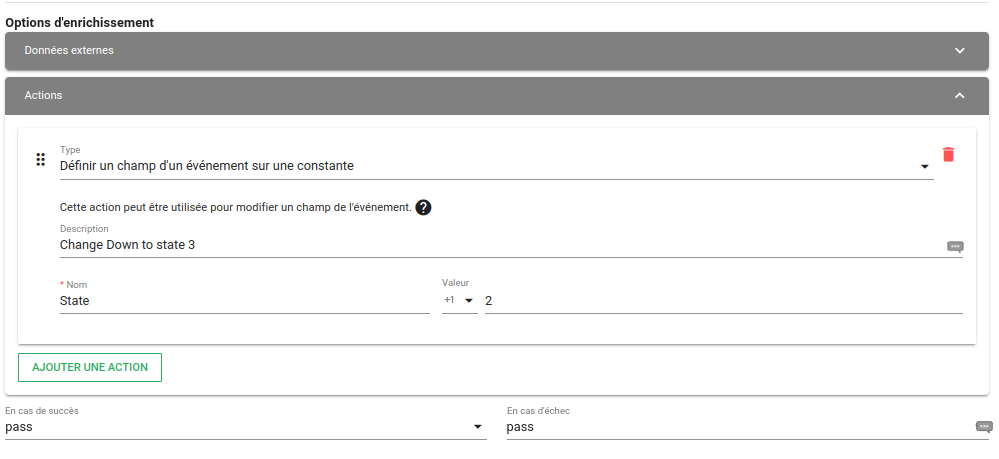 Options d'enrichissement
Données externes
Actions
Type
Définir un champ d'un événement sur une constante
Cette action peut être utilisée pour modifier un champ de l'événement. ?
Description
Change Down to state 3
* Nom
Valeur
State
+1
2
AJOUTER UNE ACTION
En cas de succès
En cas d'échec
pass
pass